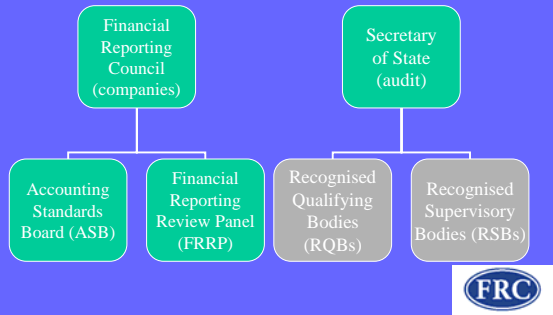 Financial
Reporting
Council
(companies)
Secretary
of State
(audit)
Accounting
Standards
Board (ASB)
Financial
Reporting
Review Panel
(FRRP)
Recognised
Qualifying
Bodies
(RQBs)
Recognised
Supervisory
Bodies (RSBs)
FRC